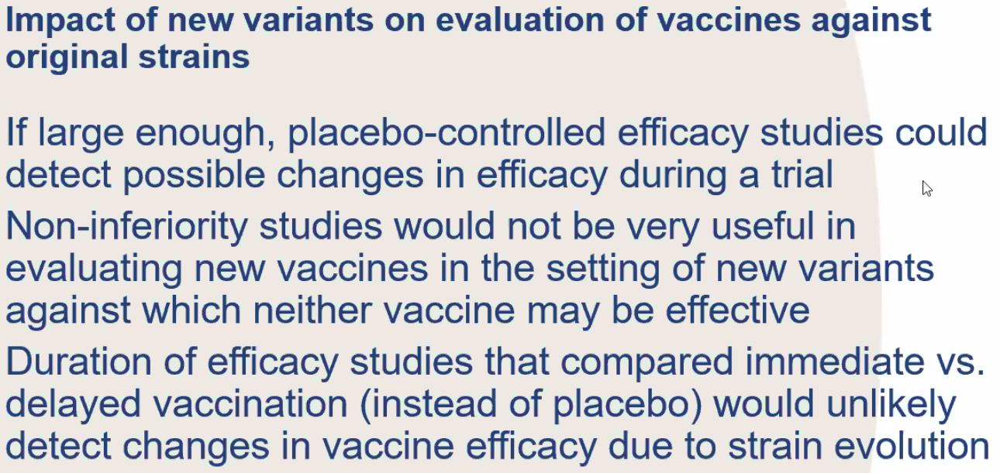 Impact of new variants on evaluation of vaccines against
original strains
If large enough, placebo-controlled efficacy studies could
detect possible changes in efficacy during a trial
Non-inferiority studies would not be very useful in
evaluating new vaccines in the setting of new variants
against which neither vaccine may be effective
Duration of efficacy studies that compared immediate vs.
delayed vaccination (instead of placebo) would unlikely
detect changes in vaccine efficacy due to strain evolution